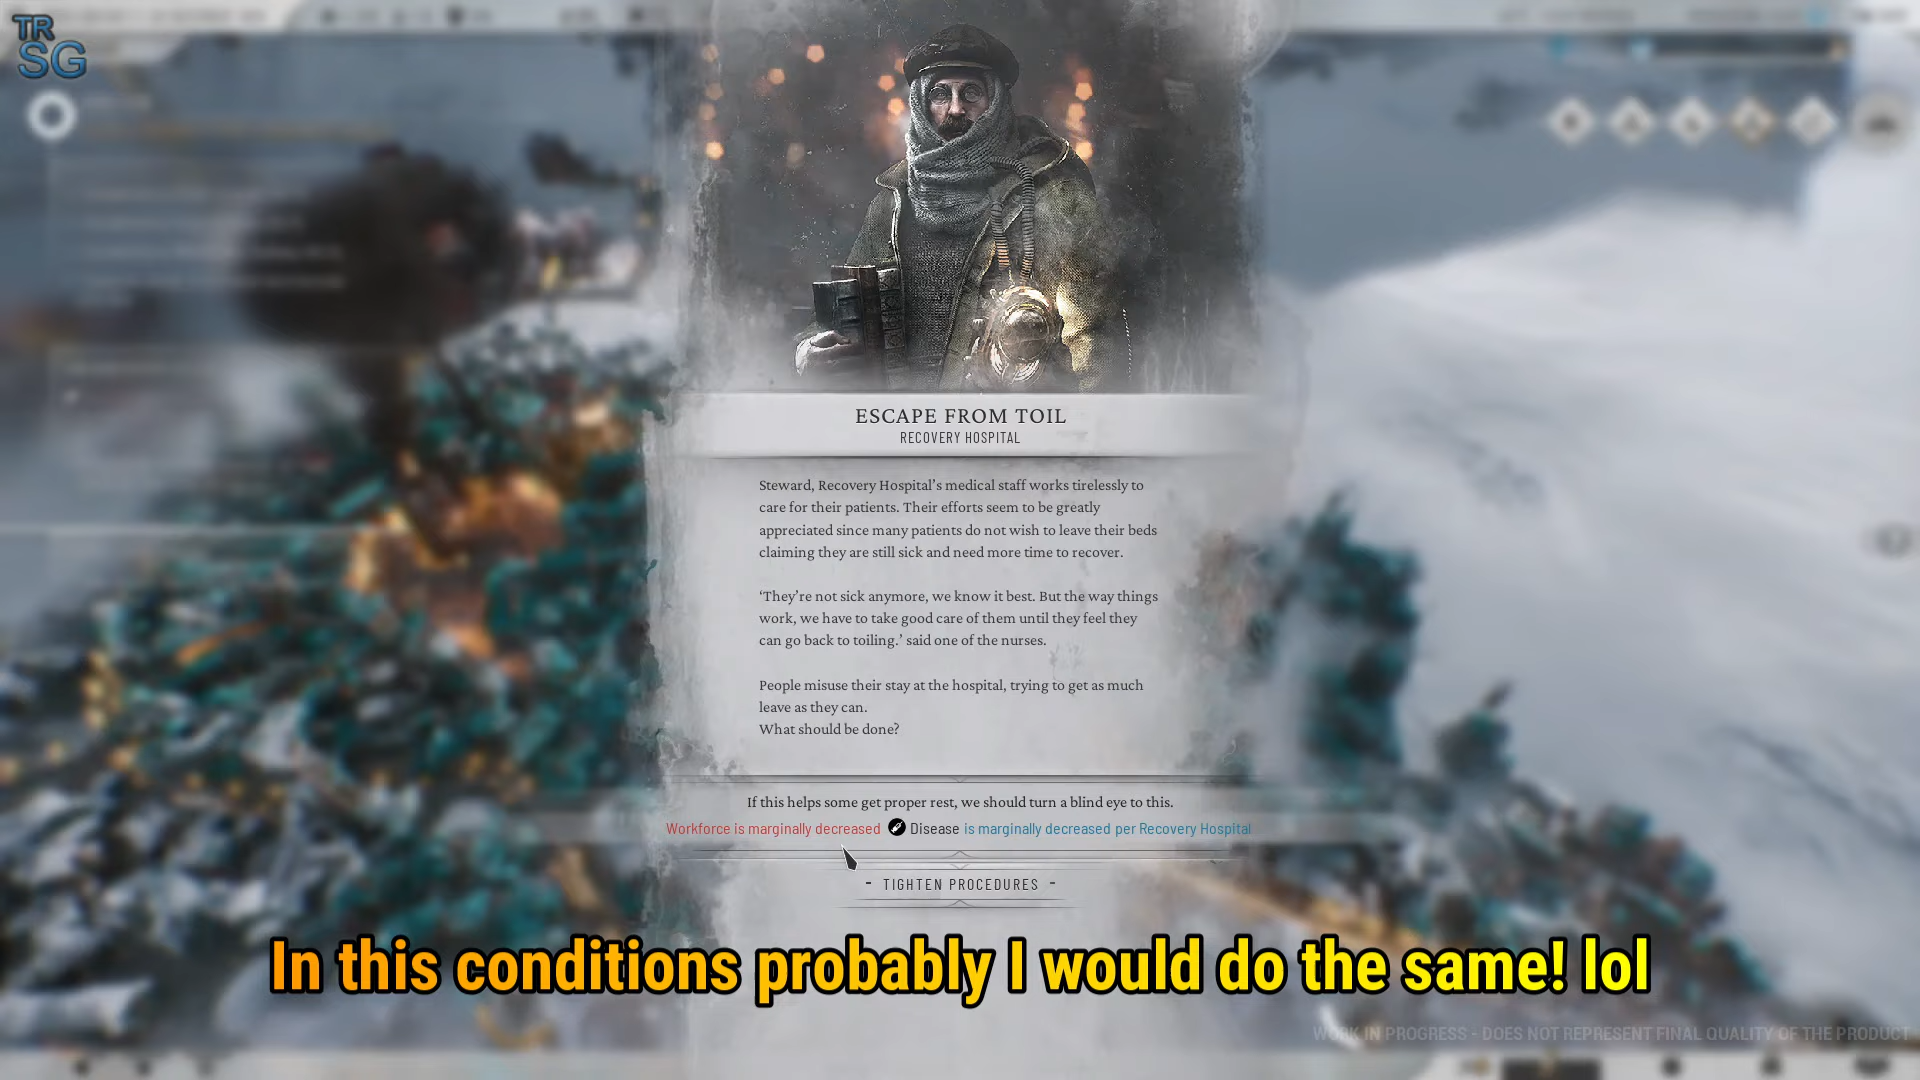 TR
SG
ESCAPE FROM TOIL
RECOVERY HOSPITAL
Steward, Recovery Hospital’s medical staff works tirelessly to
care for their patients. Their efforts seem to be greatly
appreciated since many patients do not wish to leave their beds
claiming they are still sick and need more time to recover.
‘They’re not sick anymore, we know it best. But the way things
work, we have to take good care of them until they feel they
can go back to toiling.’ said one of the nurses.
People misuse their stay at the hospital, trying to get as much
leave as they can.
What should be done?
If this helps some get proper rest, we should turn a blind eye to this.
Workforce is marginally decreased Disease is marginally decreased per Recovery Hospital
- TIGHTEN PROCEDURES -
In this conditions probably I would do the same! lol
WORK IN PROGRESS - DOES NOT REPRESENT FINAL QUALITY OF THE PRODUCT